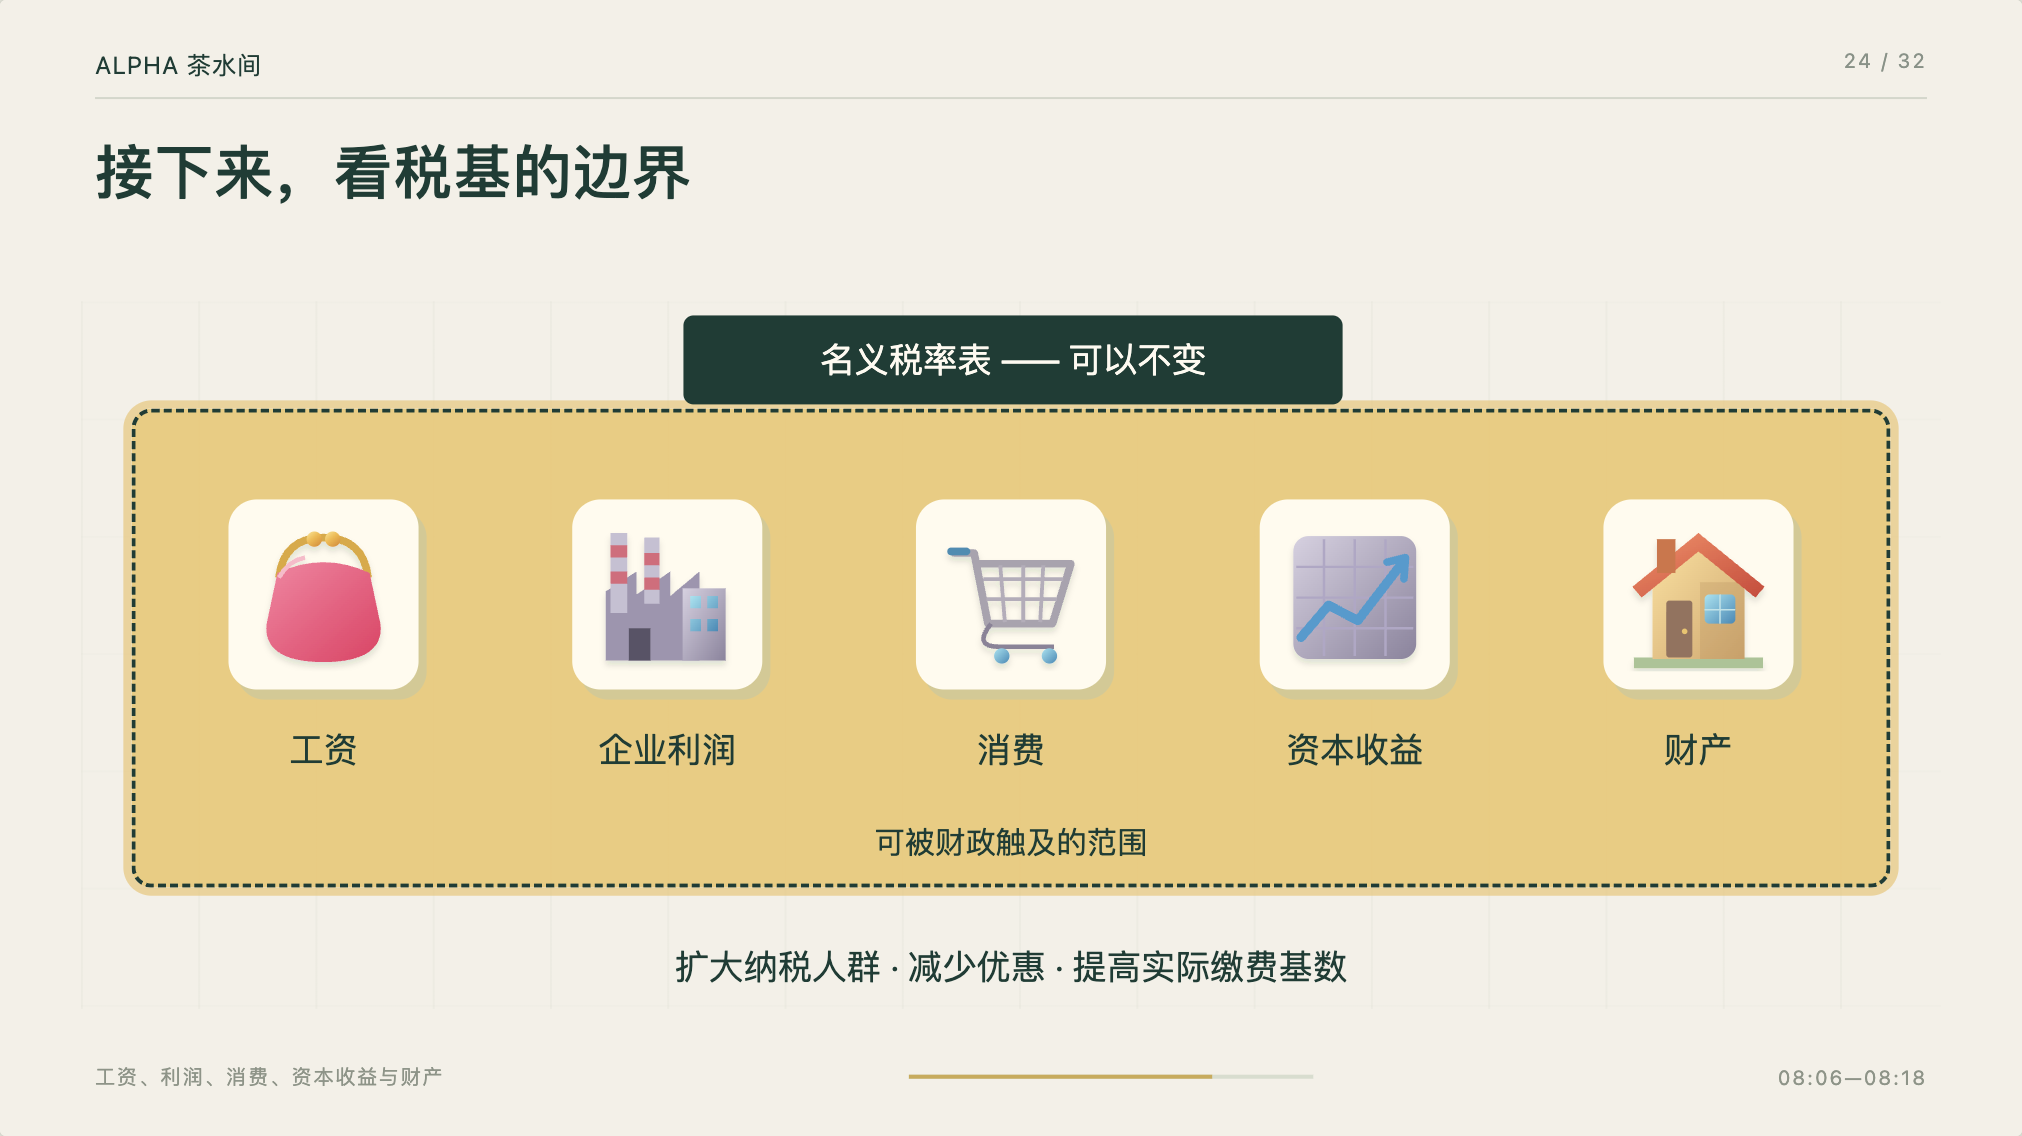 ALPHA 茶水间
24 / 32
接下来，看税基的边界
名义税率表 —— 可以不变
工资
企业利润
消费
资本收益
财产
可被财政触及的范围
扩大纳税人群 · 减少优惠 · 提高实际缴费基数
工资、利润、消费、资本收益与财产
08:06—08:18